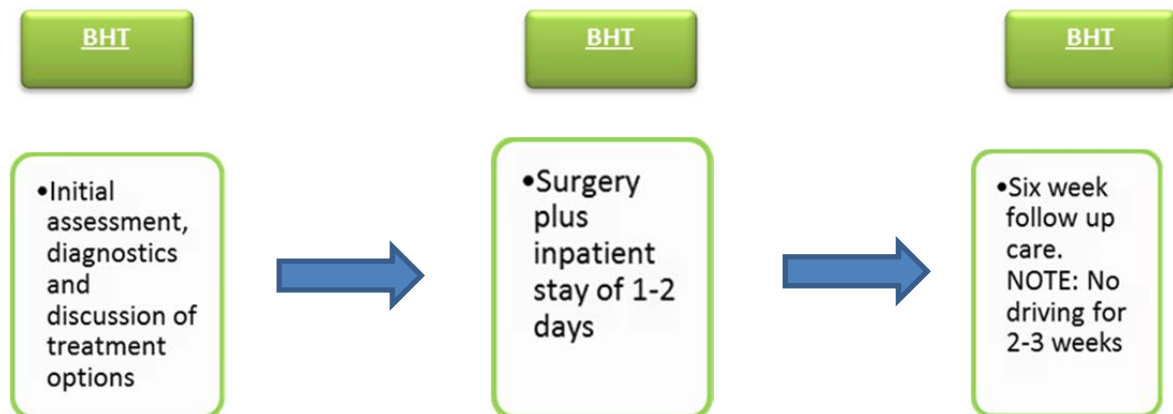 BHT
BHT
BHT
•Initial
assessment,
diagnostics
and
discussion of
treatment
options
•Surgery
plus
inpatient
stay of 1-2
days
•Six week
follow up
care.
NOTE: No
driving for
2-3 weeks